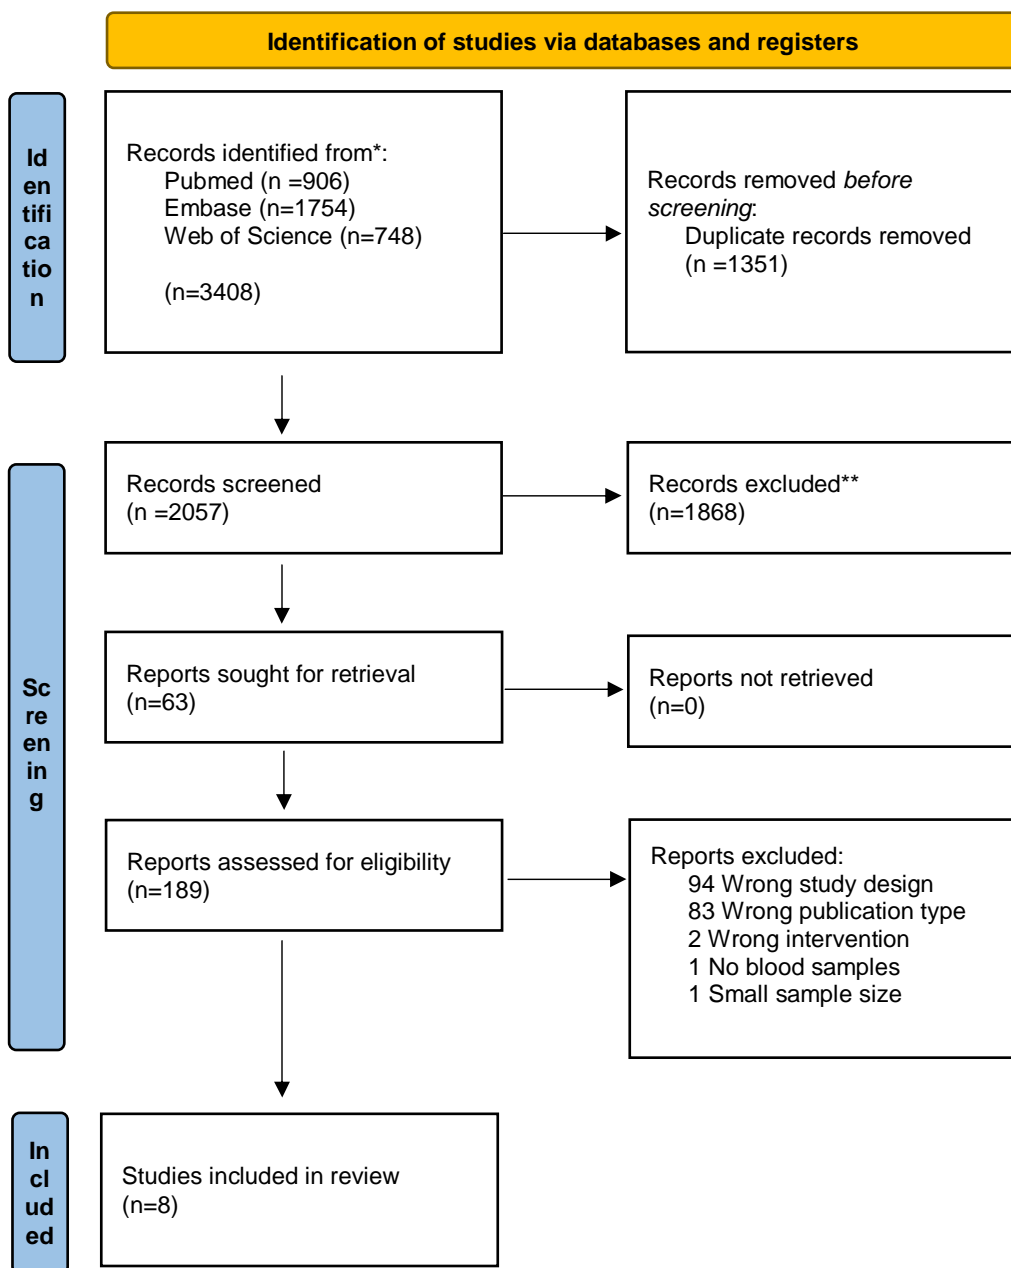 Identification of studies via databases and registers
Id
en
tifi
ca
tio
n
Records identified from*:
Pubmed (n =906)
Embase (n=1754)
Web of Science (n=748)
(n=3408)
Records removed before
screening:
Duplicate records removed
(n =1351)
Sc
re
en
in
g
Records screened
(n =2057)
Records excluded**
(n=1868)
Reports sought for retrieval
(n=63)
Reports not retrieved
(n=0)
Reports assessed for eligibility
(n=189)
Reports excluded:
94 Wrong study design
83 Wrong publication type
2 Wrong intervention
1 No blood samples
1 Small sample size
In
cl
ud
ed
Studies included in review
(n=8)